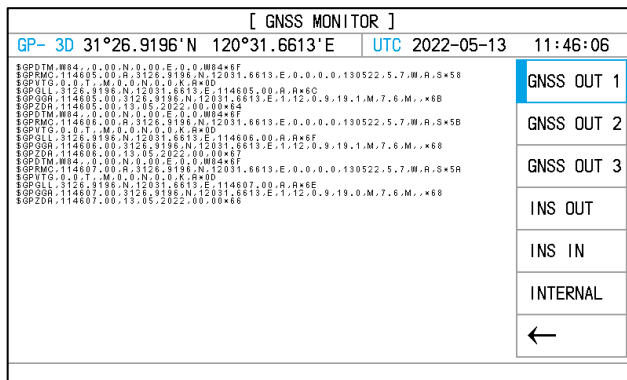 [ GNSS MONITOR ]
GP- 3D 31°26.9196'N 120°31.6613'E UTC 2022-05-13 11:46:06
$GPDTM,W84,,0.00,N,0.00,E,0.0,W84*6F
$GPRMC,114605.00,A,3126.9196,N,12031.6613,E,0.0,0.0,130522,5.7,W,A,S*58
$GPVTG,0.0,T,,M,0.0,N,0.0,K,A*0D
$GPGLL,3126.9196,N,12031.6613,E,114605.00,A,A*6C
$GPGGA,114605.00,3126.9196,N,12031.6613,E,1,12,0.9,19.1,M,7.6,M,,*6B
$GPZDA,114605.00,13,05,2022,00,00*64
$GPDTM,W84,,0.00,N,0.00,E,0.0,W84*6F
$GPRMC,114606.00,A,3126.9196,N,12031.6613,E,0.0,0.0,130522,5.7,W,A,S*5B
$GPVTG,0.0,T,,M,0.0,N,0.0,K,A*0D
$GPGLL,3126.9196,N,12031.6613,E,114606.00,A,A*6F
$GPGGA,114606.00,3126.9196,N,12031.6613,E,1,12,0.9,19.1,M,7.6,M,,*68
$GPZDA,114606.00,13,05,2022,00,00*67
$GPDTM,W84,,0.00,N,0.00,E,0.0,W84*6F
$GPRMC,114607.00,A,3126.9196,N,12031.6613,E,0.0,0.0,130522,5.7,W,A,S*5A
$GPVTG,0.0,T,,M,0.0,N,0.0,K,A*0D
$GPGLL,3126.9196,N,12031.6613,E,114607.00,A,A*6E
$GPGGA,114607.00,3126.9196,N,12031.6613,E,1,12,0.9,19.0,M,7.6,M,,*68
$GPZDA,114607.00,13,05,2022,00,00*66
GNSS OUT 1
GNSS OUT 2
GNSS OUT 3
INS OUT
INS IN
INTERNAL
←